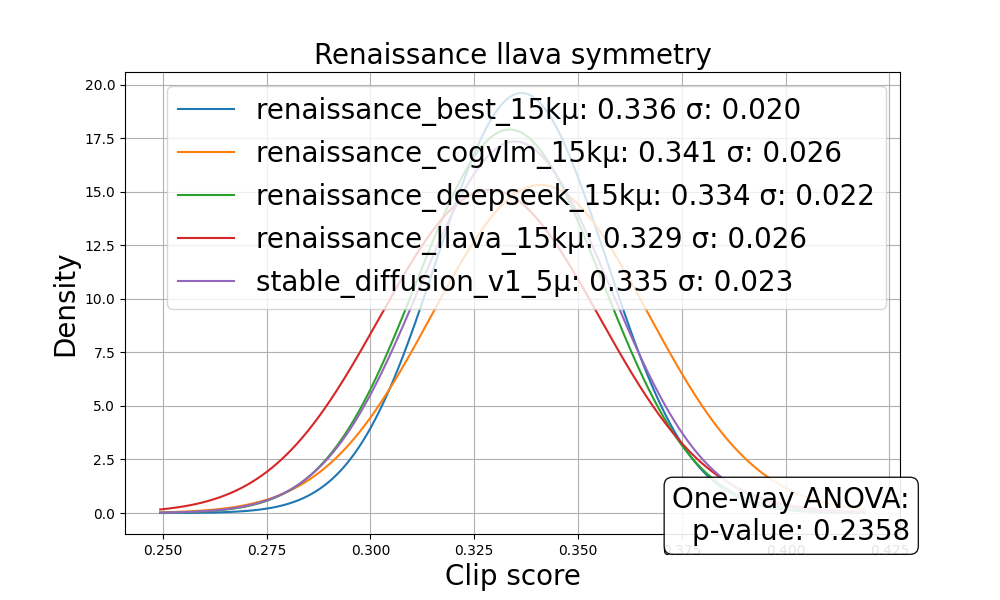 Renaissance llava symmetry
20.0
17.5
15.0
12.5
10.0
7.5
5.0
2.5
0.0
Density
renaissance_best_15kμ: 0.336 σ: 0.020
renaissance_cogvlm_15kμ: 0.341 σ: 0.026
renaissance_deepseek_15kμ: 0.334 σ: 0.022
renaissance_llava_15kμ: 0.329 σ: 0.026
stable_diffusion_v1_5μ: 0.335 σ: 0.023
One-way ANOVA:
p-value: 0.2358
0.250 0.275 0.300 0.325 0.350 0.375 0.400 0.425
Clip score